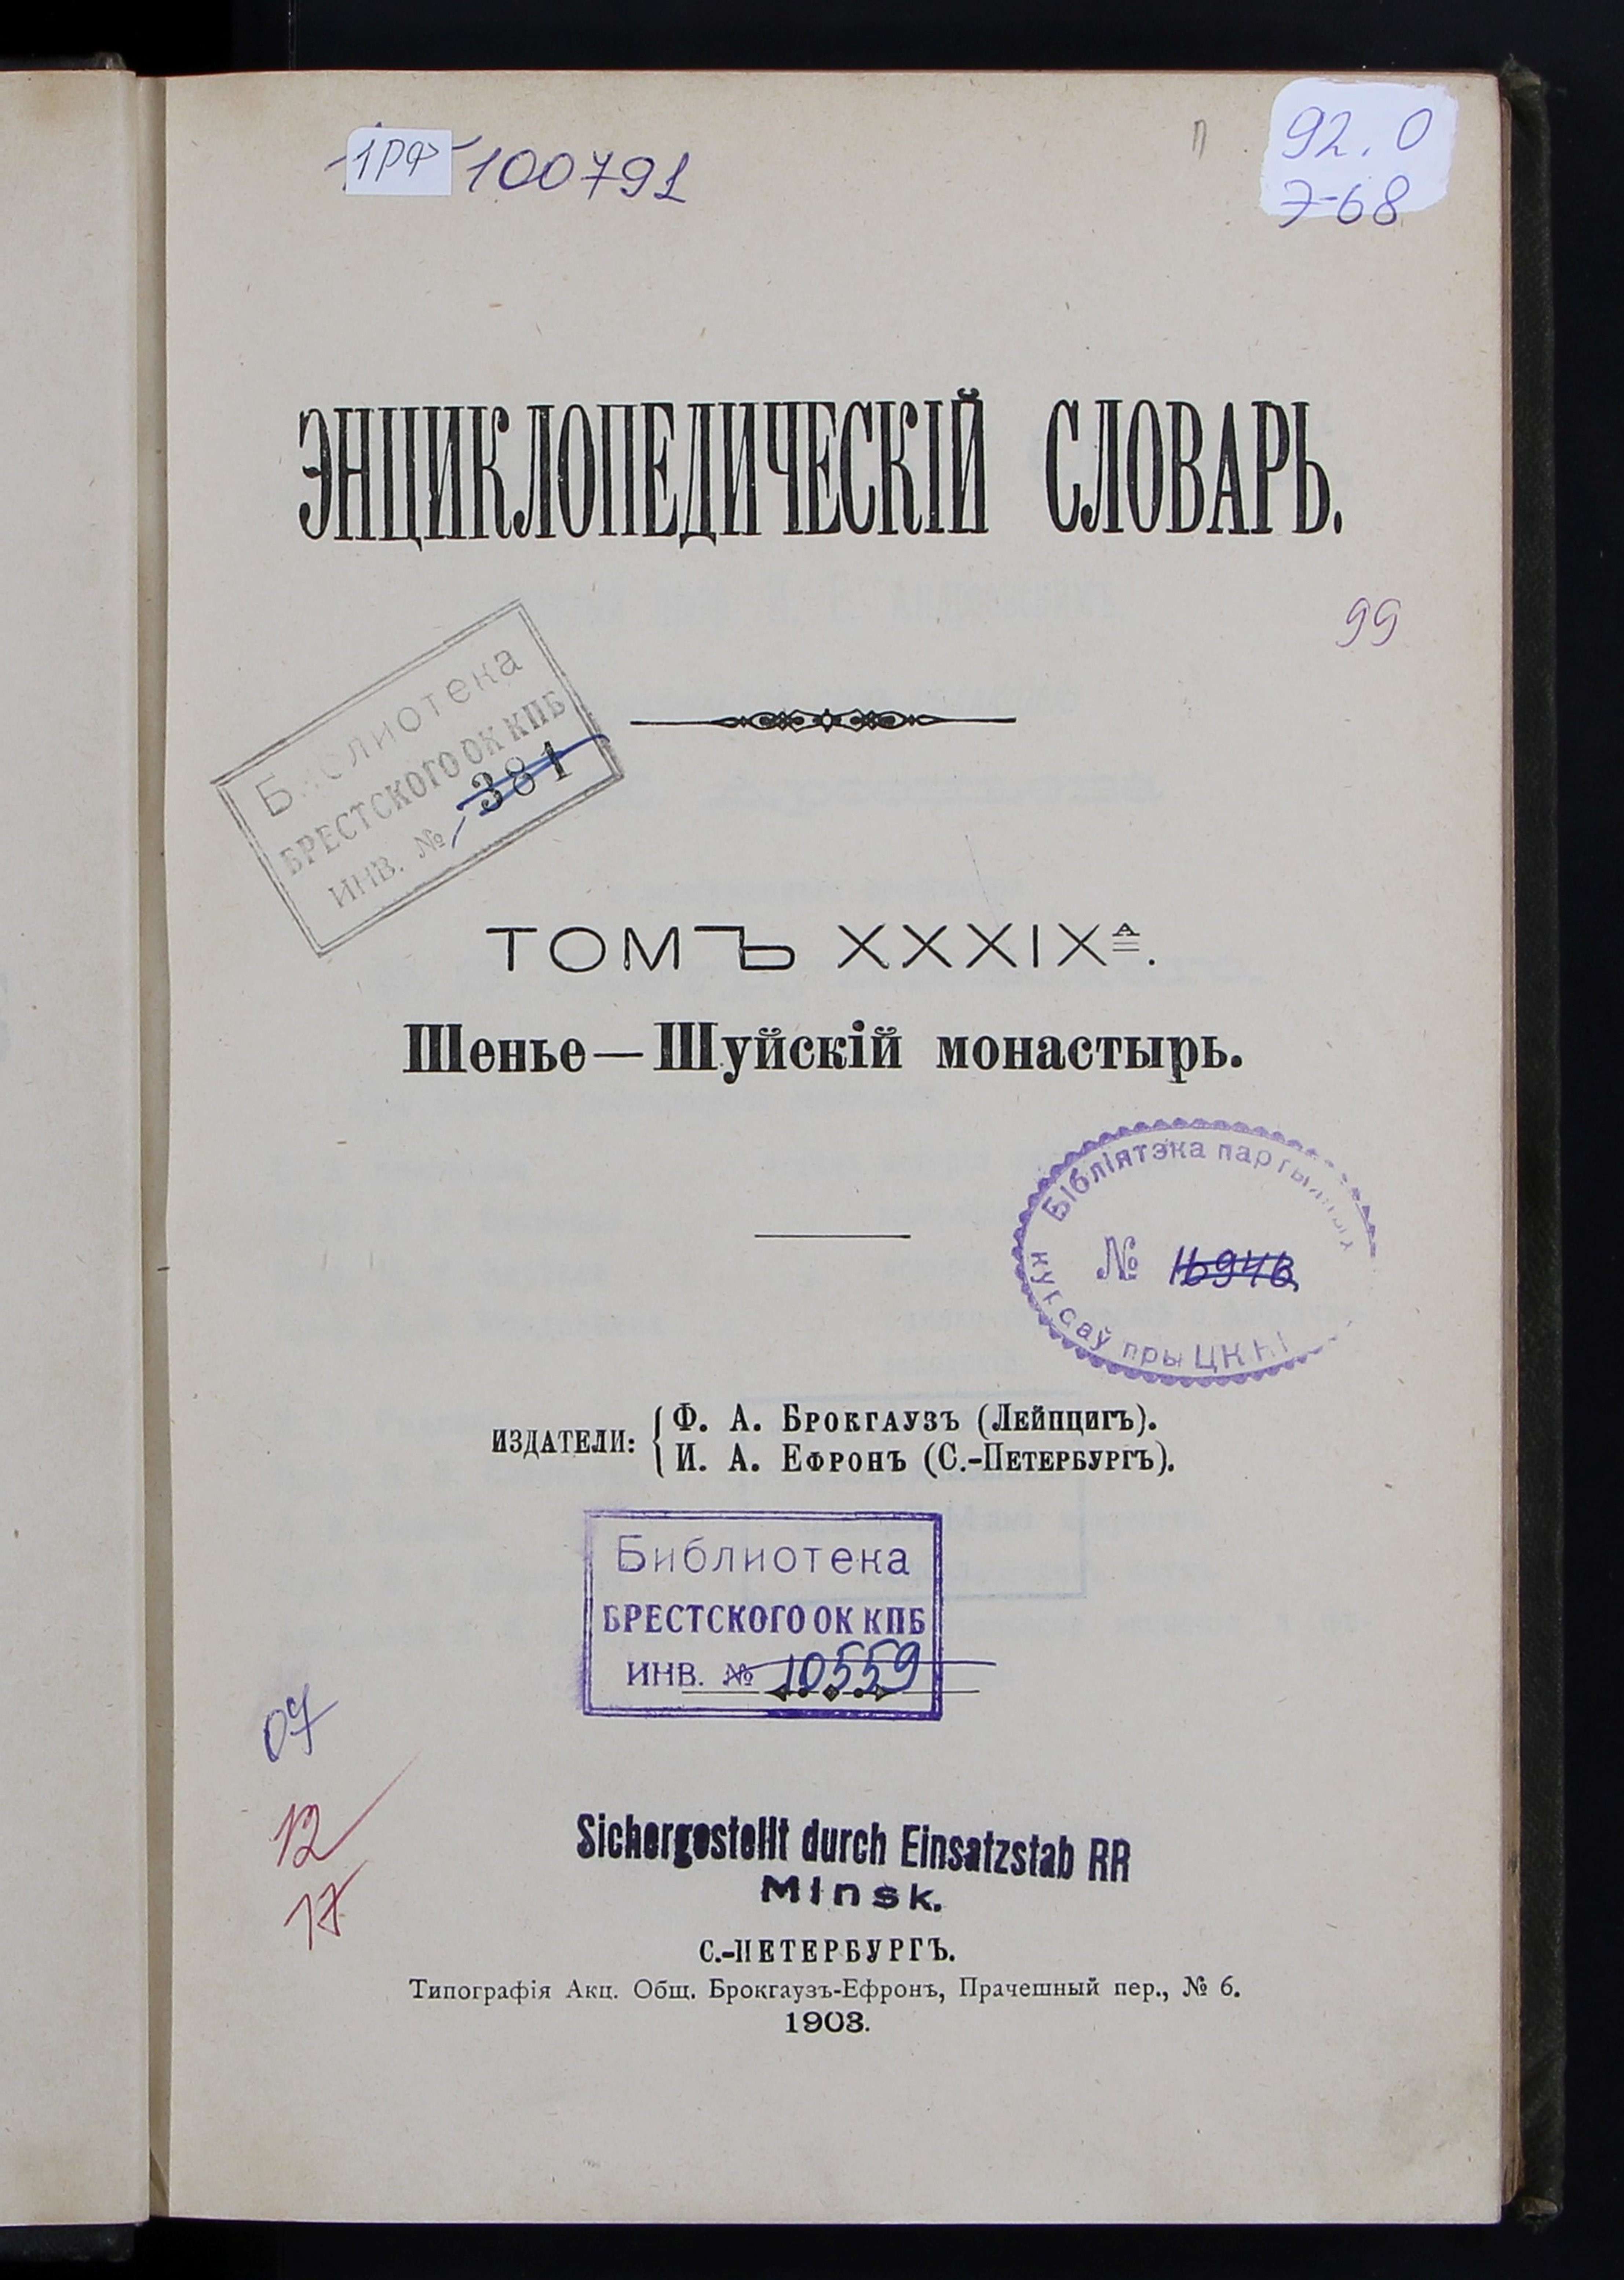 1РФ 100791
92.0
Э-68
ЭНЦИКЛОПЕДИЧЕСКІЙ СЛОВАРЬ.
99
Библиотека
БРЕСТСКОГО ОК КПБ
ИНВ. № 381
ТОМЪ XXXIXА.
Шенье—Шуйскій монастырь.
Бібліятэка партыйных
№
курсаў пры ЦК
ИЗДАТЕЛИ:
Ф. А. БРОКГАУЗЪ (ЛЕЙПЦИГЪ).
И. А. ЕФРОНЪ (С.-ПЕТЕРБУРГЪ).
Библиотека
БРЕСТСКОГО ОК КПБ
ИНВ. № 10559
07
12
17
Sichergestellt durch Einsatzstab RR
Minsk.
С.-ПЕТЕРБУРГЪ.
Типографія Акц. Общ. Брокгаузъ-Ефронъ, Прачешный пер., № 6.
1903.